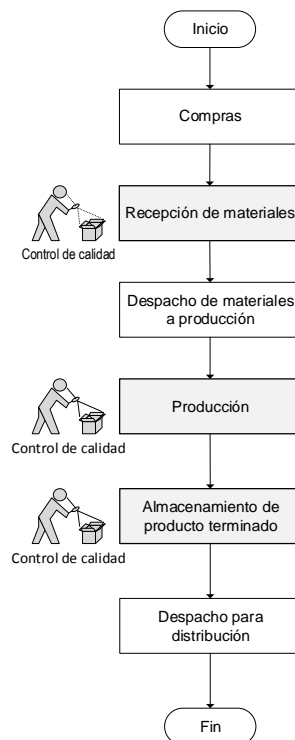 Inicio
Compras
Recepción de materiales
Control de calidad
Despacho de materiales
a producción
Producción
Control de calidad
Almacenamiento de
producto terminado
Control de calidad
Despacho para
distribución
Fin